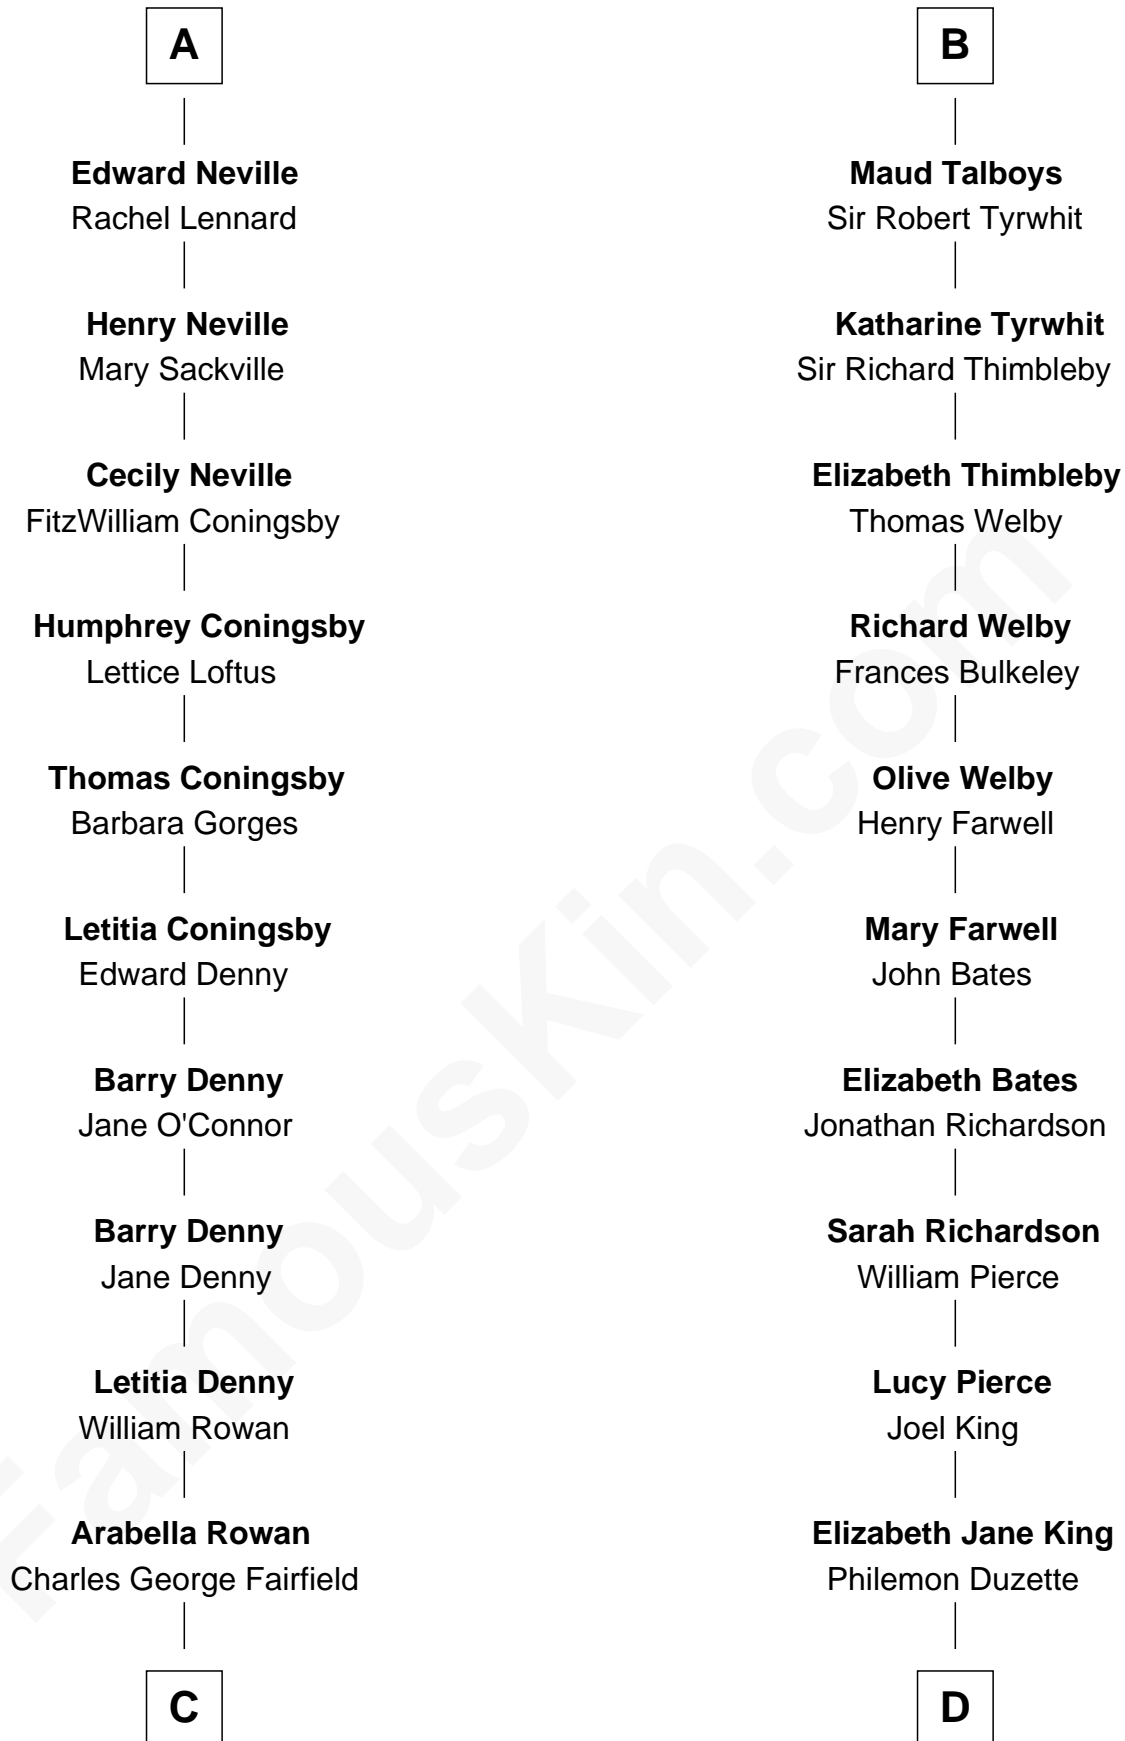 A
Edward Neville
Rachel Lennard
Henry Neville
Mary Sackville
Cecily Neville
FitzWilliam Coningsby
Humphrey Coningsby
Lettice Loftus
Thomas Coningsby
Barbara Gorges
Letitia Coningsby
Edward Denny
Barry Denny
Jane O'Connor
Barry Denny
Jane Denny
Letitia Denny
William Rowan
Arabella Rowan
Charles George Fairfield
C
B
Maud Talboys
Sir Robert Tyrwhit
Katharine Tyrwhit
Sir Richard Thimbleby
Elizabeth Thimbleby
Thomas Welby
Richard Welby
Frances Bulkeley
Olive Welby
Henry Farwell
Mary Farwell
John Bates
Elizabeth Bates
Jonathan Richardson
Sarah Richardson
William Pierce
Lucy Pierce
Joel King
Elizabeth Jane King
Philemon Duzette
D
FamousKin.com